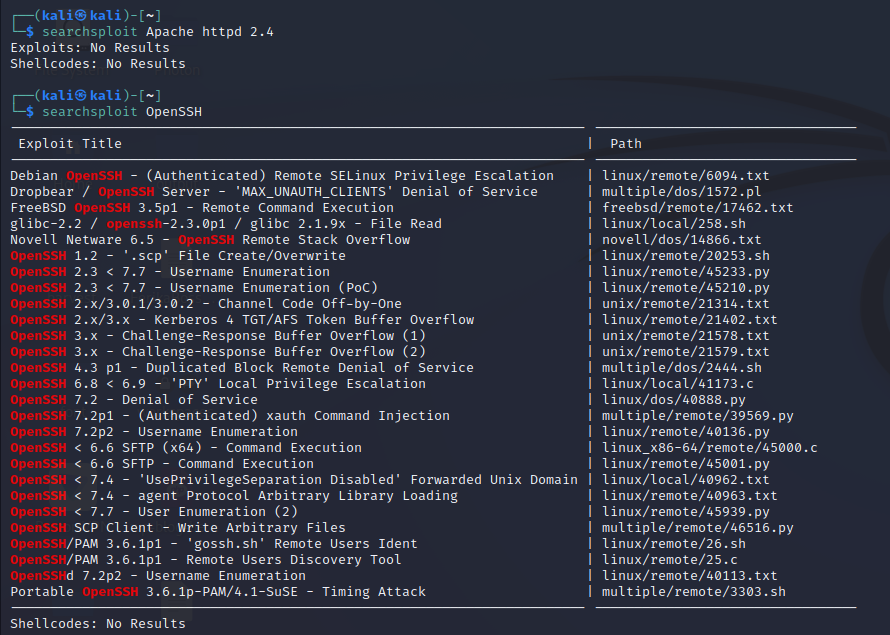 ┌──(kali㉿kali)-[~]
└─$ searchsploit Apache httpd 2.4
Exploits: No Results
Shellcodes: No Results
┌──(kali㉿kali)-[~]
└─$ searchsploit OpenSSH
Exploit Title | Path
Debian OpenSSH - (Authenticated) Remote SELinux Privilege Escalation | linux/remote/6094.txt
Dropbear / OpenSSH Server - 'MAX_UNAUTH_CLIENTS' Denial of Service | multiple/dos/1572.pl
FreeBSD OpenSSH 3.5p1 - Remote Command Execution | freebsd/remote/17462.txt
glibc-2.2 / openssh-2.3.0p1 / glibc 2.1.9x - File Read | linux/local/258.sh
Novell Netware 6.5 - OpenSSH Remote Stack Overflow | novell/dos/14866.txt
OpenSSH 1.2 - '.scp' File Create/Overwrite | linux/remote/20253.sh
OpenSSH 2.3 < 7.7 - Username Enumeration | linux/remote/45233.py
OpenSSH 2.3 < 7.7 - Username Enumeration (PoC) | linux/remote/45210.py
OpenSSH 2.x/3.0.1/3.0.2 - Channel Code Off-by-One | unix/remote/21314.txt
OpenSSH 2.x/3.x - Kerberos 4 TGT/AFS Token Buffer Overflow | linux/remote/21402.txt
OpenSSH 3.x - Challenge-Response Buffer Overflow (1) | unix/remote/21578.txt
OpenSSH 3.x - Challenge-Response Buffer Overflow (2) | unix/remote/21579.txt
OpenSSH 4.3 p1 - Duplicated Block Remote Denial of Service | multiple/dos/2444.sh
OpenSSH 6.8 < 6.9 - 'PTY' Local Privilege Escalation | linux/local/41173.c
OpenSSH 7.2 - Denial of Service | linux/dos/40888.py
OpenSSH 7.2p1 - (Authenticated) xauth Command Injection | multiple/remote/39569.py
OpenSSH 7.2p2 - Username Enumeration | linux/remote/40136.py
OpenSSH < 6.6 SFTP (x64) - Command Execution | linux_x86-64/remote/45000.c
OpenSSH < 6.6 SFTP - Command Execution | linux/remote/45001.py
OpenSSH < 7.4 - 'UsePrivilegeSeparation Disabled' Forwarded Unix Domain | linux/local/40962.txt
OpenSSH < 7.4 - agent Protocol Arbitrary Library Loading | linux/remote/40963.txt
OpenSSH < 7.7 - User Enumeration (2) | linux/remote/45939.py
OpenSSH SCP Client - Write Arbitrary Files | multiple/remote/46516.py
OpenSSH/PAM 3.6.1p1 - 'gossh.sh' Remote Users Ident | linux/remote/26.sh
OpenSSH/PAM 3.6.1p1 - Remote Users Discovery Tool | linux/remote/25.c
OpenSSHd 7.2p2 - Username Enumeration | linux/remote/40113.txt
Portable OpenSSH 3.6.1p-PAM/4.1-SuSE - Timing Attack | multiple/remote/3303.sh
Shellcodes: No Results